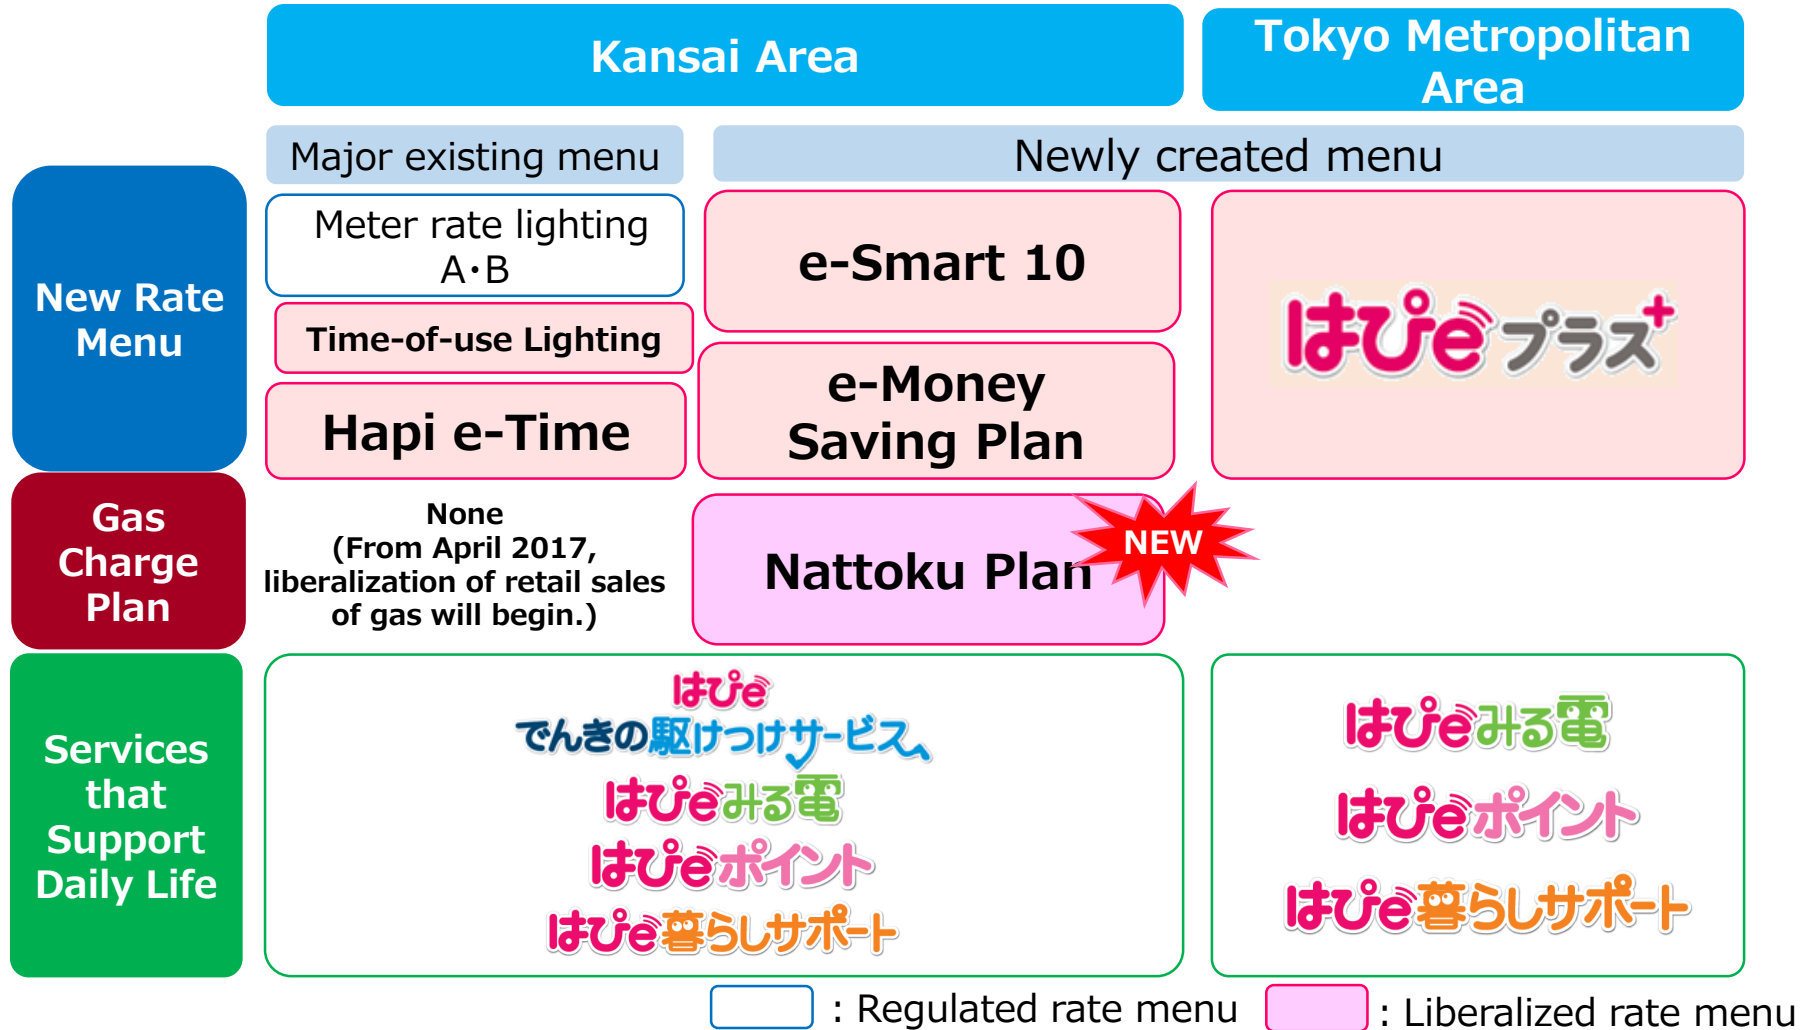 Kansai Area
Tokyo Metropolitan
Area
Major existing menu
Newly created menu
New Rate
Menu
Meter rate lighting
A・B
Time-of-use Lighting
Hapi e-Time
e-Smart 10
e-Money
Saving Plan
はぴeプラス+
Gas
Charge
Plan
None
(From April 2017,
liberalization of retail sales
of gas will begin.)
Nattoku Plan
NEW
Services
that
Support
Daily Life
はぴe
でんきの駆けつけサービス
はぴeみる電
はぴeポイント
はぴe暮らしサポート
はぴeみる電
はぴeポイント
はぴe暮らしサポート
: Regulated rate menu
: Liberalized rate menu